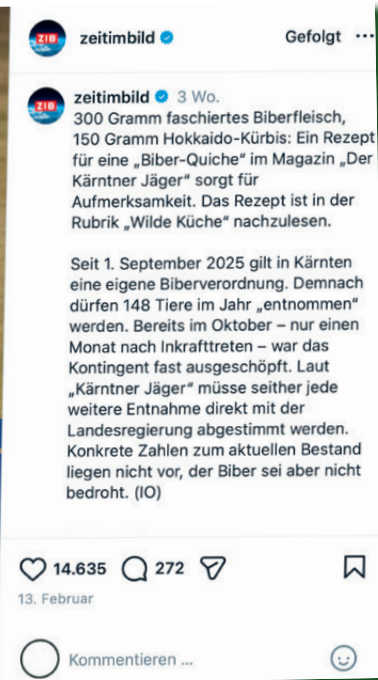 ZIB
zeitimbild
Gefolgt ...
ZIB
zeitimbild 3 Wo.
300 Gramm faschiertes Biberfleisch,
150 Gramm Hokkaido-Kürbis: Ein Rezept
für eine „Biber-Quiche“ im Magazin „Der
Kärntner Jäger“ sorgt für
Aufmerksamkeit. Das Rezept ist in der
Rubrik „Wilde Küche“ nachzulesen.
Seit 1. September 2025 gilt in Kärnten
eine eigene Biberverordnung. Demnach
dürfen 148 Tiere im Jahr „entnommen“
werden. Bereits im Oktober – nur einen
Monat nach Inkrafttreten – war das
Kontingent fast ausgeschöpft. Laut
„Kärntner Jäger“ müsse seither jede
weitere Entnahme direkt mit der
Landesregierung abgestimmt werden.
Konkrete Zahlen zum aktuellen Bestand
liegen nicht vor, der Biber sei aber nicht
bedroht. (IO)
14.635 272
13. Februar
Kommentieren ...